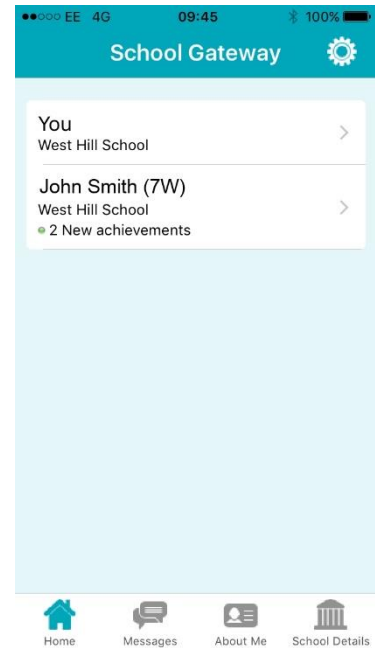 EE 4G 09:45 100%
School Gateway
You
West Hill School
John Smith (7W)
West Hill School
2 New achievements
Home Messages About Me School Details